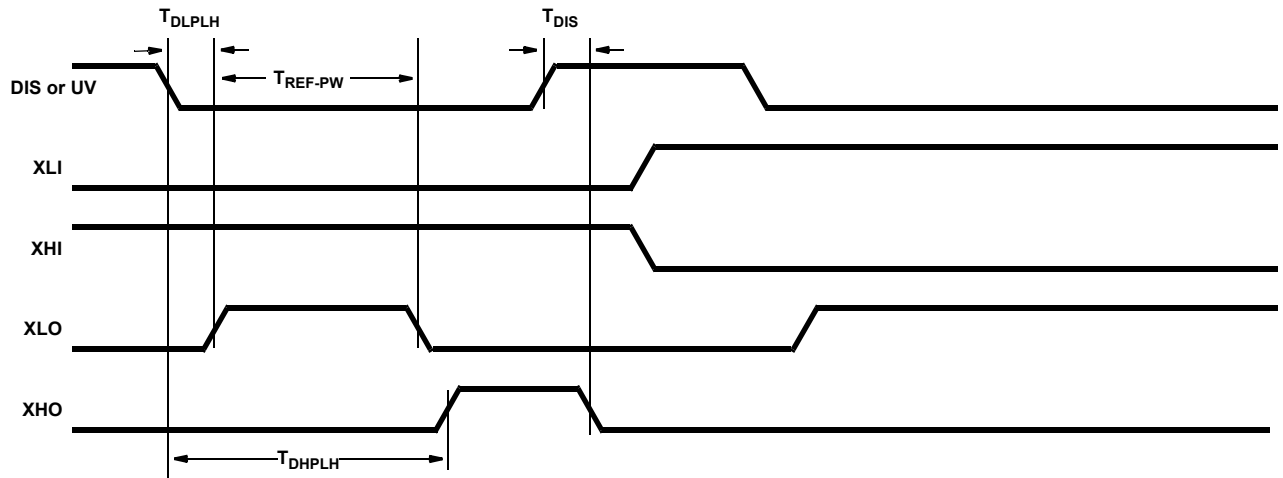 TDLPLH
TDIS
DIS or UV
TREF-PW
XLI
XHI
XLO
XHO
TDHPLH